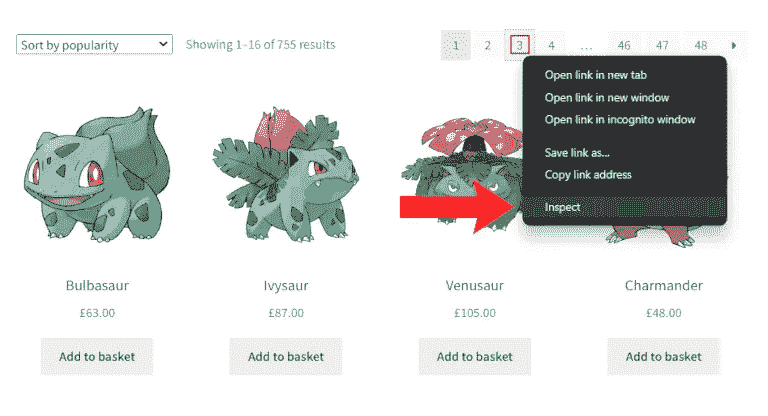 Sort by popularity
Showing 1–16 of 755 results
1 2 3 4 … 46 47 48
Open link in new tab
Open link in new window
Open link in incognito window
Save link as...
Copy link address
Inspect
Bulbasaur Ivysaur Venusaur Charmander
£63.00 £87.00 £105.00 £48.00
Add to basket Add to basket Add to basket Add to basket